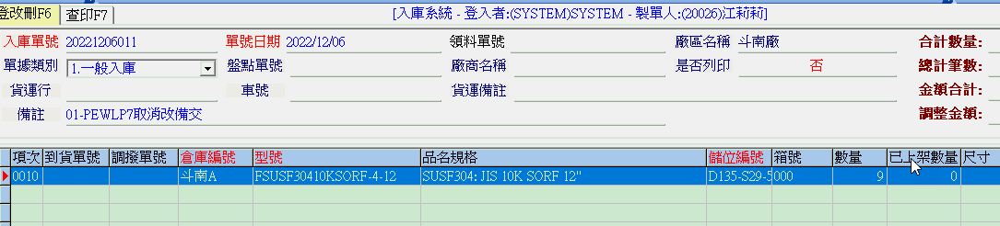 登改刪F6 查印F7 [入庫系統 - 登入者:(SYSTEM)SYSTEM - 製單人:(20026)江莉莉]
入庫單號 20221206011 單號日期 2022/12/06 領料單號 廠區名稱 斗南廠 合計數量:
單據類別 1.一般入庫 盤點單號 廠商名稱 是否列印 否 總計筆數:
貨運行 車號 貨運備註 金額合計:
備註 01-PEWLP7取消改備交 調整金額:
項次 到貨單號 調撥單號 倉庫編號 型號 品名規格 儲位編號 箱號 數量 已上架數量 尺寸
0010 斗南A FSUSF30410KSORF-4-12 SUSF304: JIS 10K SORF 12" D135-S29-5 000 9 0